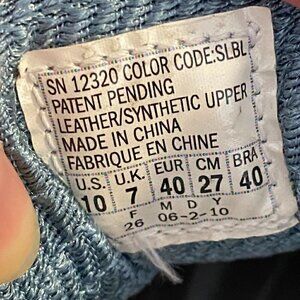 SN 12320 COLOR CODE:SLBL
PATENT PENDING
LEATHER/SYNTHETIC UPPER
MADE IN CHINA
FABRIQUE EN CHINE
U.S. U.K. EUR CM BRA
10 7 40 27 40
F M D Y
26 06-2-10